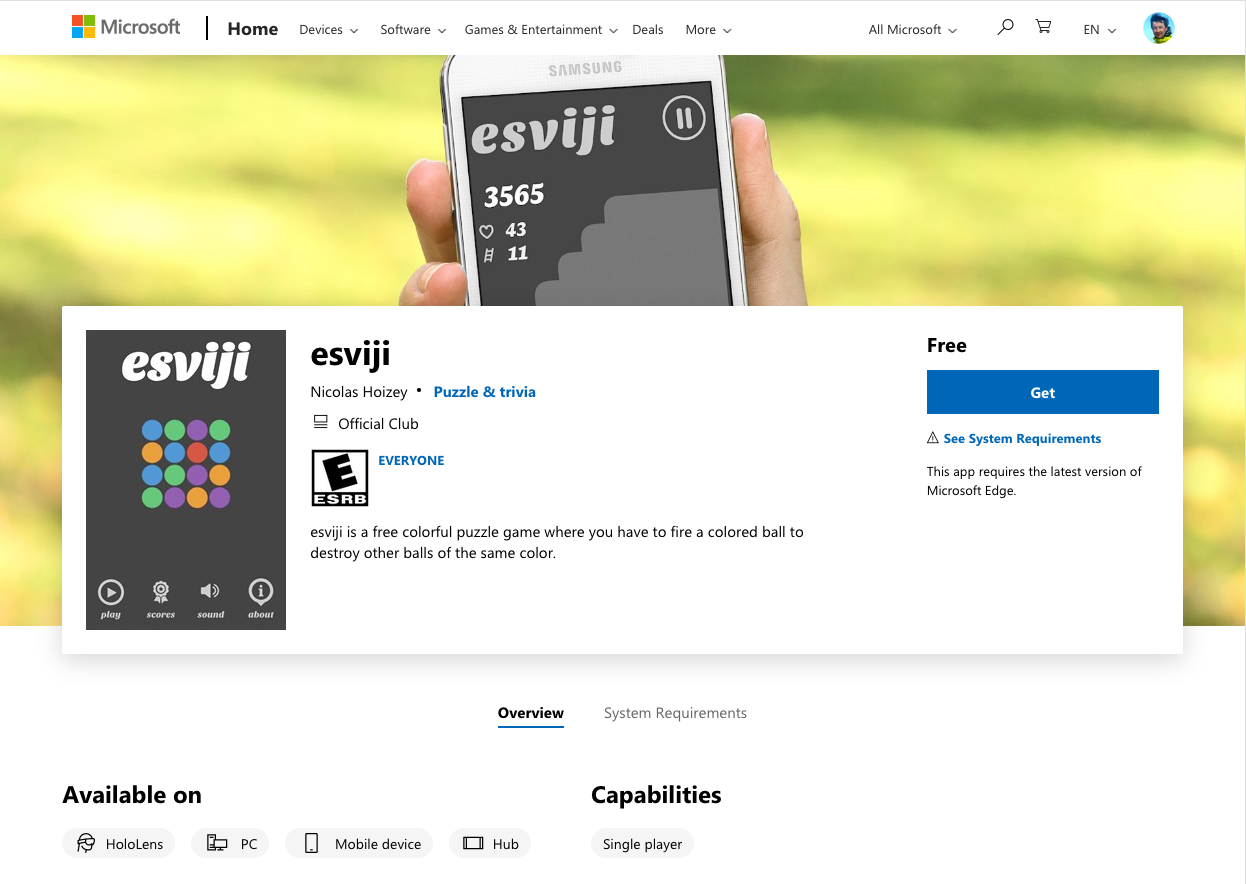 Microsoft
Home
Devices
Software
Games & Entertainment
Deals
More
All Microsoft
EN
SAMSUNG
esviji
3565
43
11
esviji
play
scores
sound
about
esviji
Nicolas Hoizey • Puzzle & trivia
Official Club
E
ESRB
EVERYONE
esviji is a free colorful puzzle game where you have to fire a colored ball to
destroy other balls of the same color.
Free
Get
See System Requirements
This app requires the latest version of
Microsoft Edge.
Overview
System Requirements
Available on
HoloLens
PC
Mobile device
Hub
Capabilities
Single player